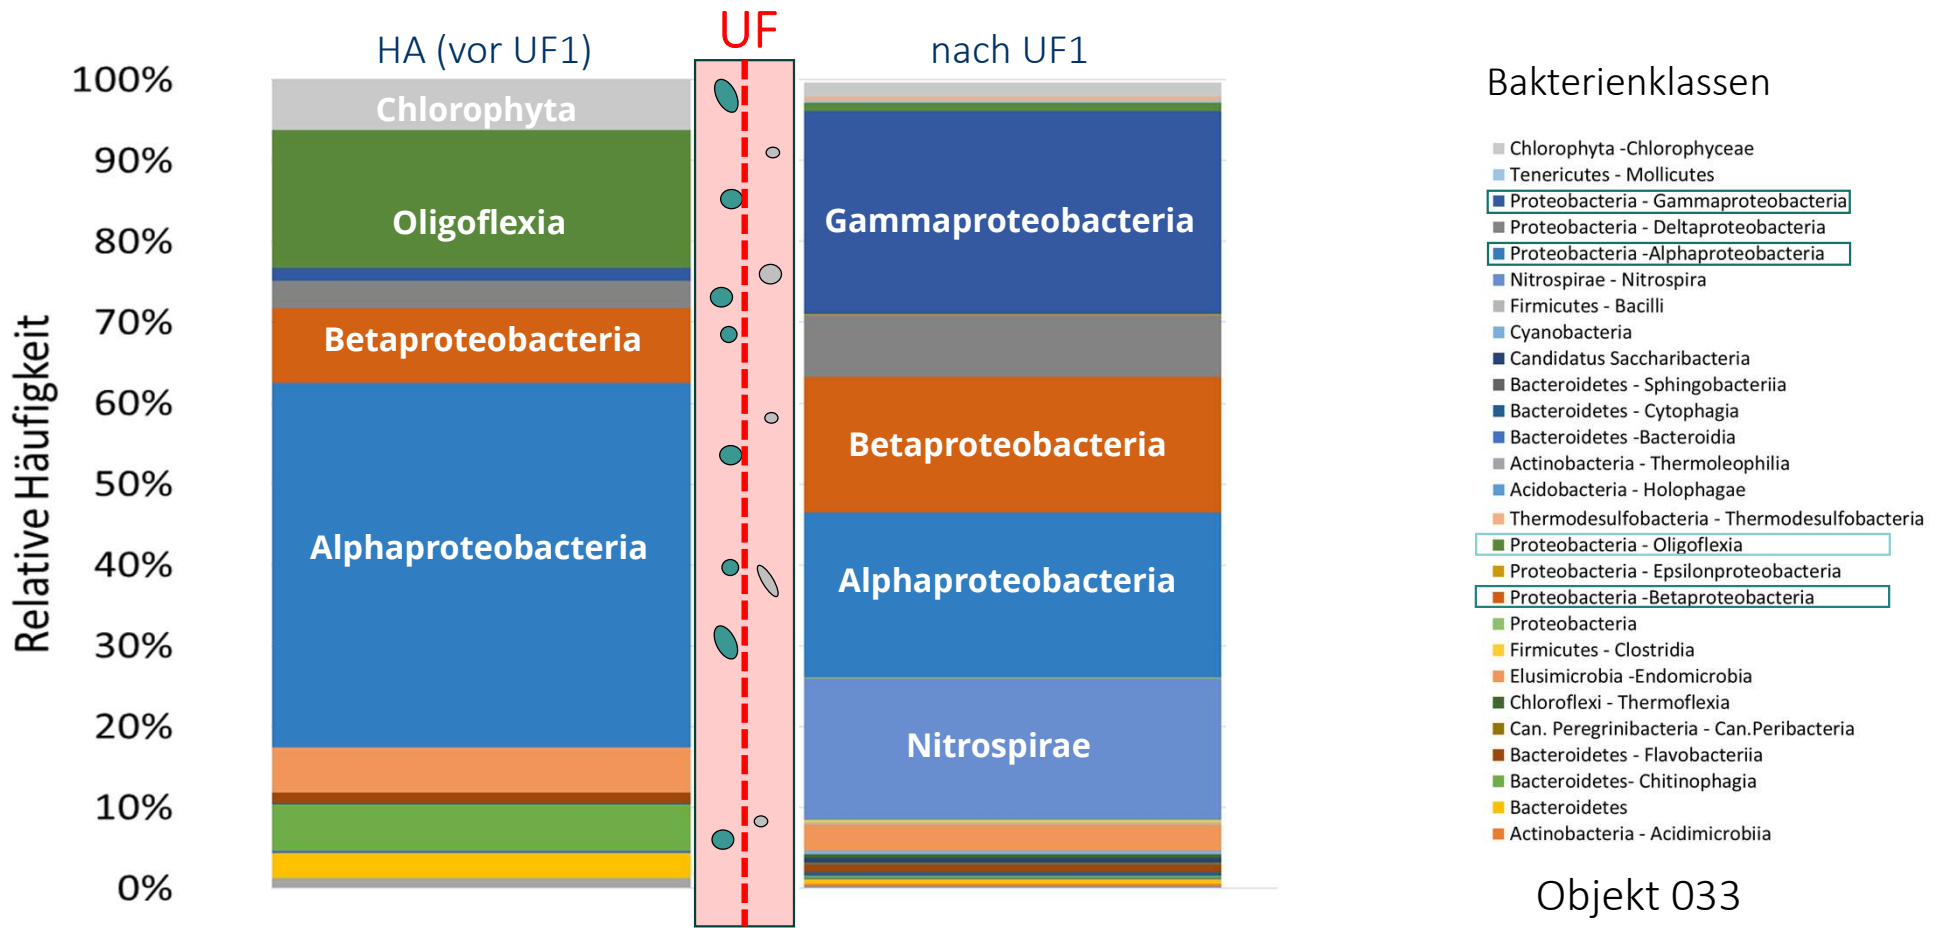 UF
HA (vor UF1)
nach UF1
Relative Häufigkeit
100%
90%
80%
70%
60%
50%
40%
30%
20%
10%
0%
Chlorophyta
Oligoflexia
Betaproteobacteria
Alphaproteobacteria
Gammaproteobacteria
Betaproteobacteria
Alphaproteobacteria
Nitrospirae
Bakterienklassen
Chlorophyta -Chlorophyceae
Tenericutes - Mollicutes
Proteobacteria - Gammaproteobacteria
Proteobacteria - Deltaproteobacteria
Proteobacteria -Alphaproteobacteria
Nitrospirae - Nitrospira
Firmicutes - Bacilli
Cyanobacteria
Candidatus Saccharibacteria
Bacteroidetes - Sphingobacteriia
Bacteroidetes - Cytophagia
Bacteroidetes -Bacteroidia
Actinobacteria - Thermoleophilia
Acidobacteria - Holophagae
Thermodesulfobacteria - Thermodesulfobacteria
Proteobacteria - Oligoflexia
Proteobacteria - Epsilonproteobacteria
Proteobacteria -Betaproteobacteria
Proteobacteria
Firmicutes - Clostridia
Elusimicrobia -Endomicrobia
Chloroflexi - Thermoflexia
Can. Peregrinibacteria - Can.Peribacteria
Bacteroidetes - Flavobacteriia
Bacteroidetes- Chitinophagia
Bacteroidetes
Actinobacteria - Acidimicrobiia
Objekt 033